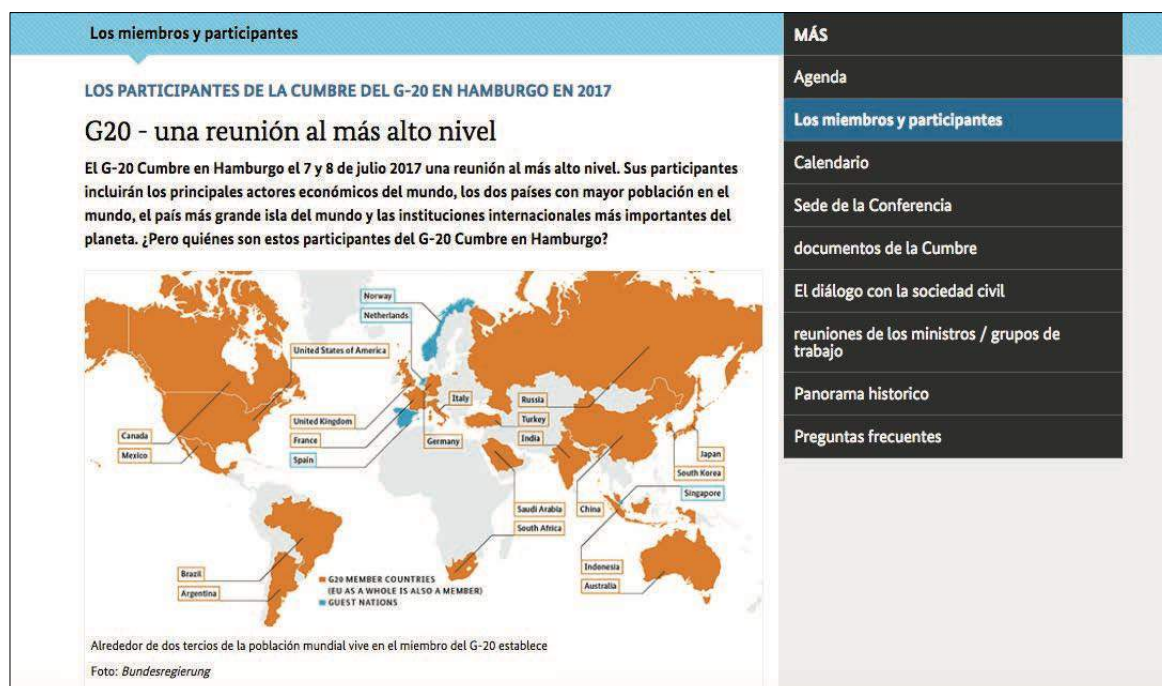 Los miembros y participantes
LOS PARTICIPANTES DE LA CUMBRE DEL G-20 EN HAMBURGO EN 2017
G20 - una reunión al más alto nivel
El G-20 Cumbre en Hamburgo el 7 y 8 de julio 2017 una reunión al más alto nivel. Sus participantes
incluirán los principales actores económicos del mundo, los dos países con mayor población en el
mundo, el país más grande isla del mundo y las instituciones internacionales más importantes del
planeta. ¿Pero quiénes son estos participantes del G-20 Cumbre en Hamburgo?
Norway
Netherlands
United States of America
Italy
Russia
United Kingdom
Turkey
Canada
France
Germany
India
Mexico
Spain
Japan
South Korea
Singapore
Saudi Arabia
China
South Africa
Brazil
Indonesia
Argentina
Australia
G20 MEMBER COUNTRIES
(EU AS A WHOLE IS ALSO A MEMBER)
GUEST NATIONS
Alrededor de dos tercios de la población mundial vive en el miembro del G-20 establece
Foto: Bundesregierung
MÁS
Agenda
Los miembros y participantes
Calendario
Sede de la Conferencia
documentos de la Cumbre
El diálogo con la sociedad civil
reuniones de los ministros / grupos de
trabajo
Panorama historico
Preguntas frecuentes